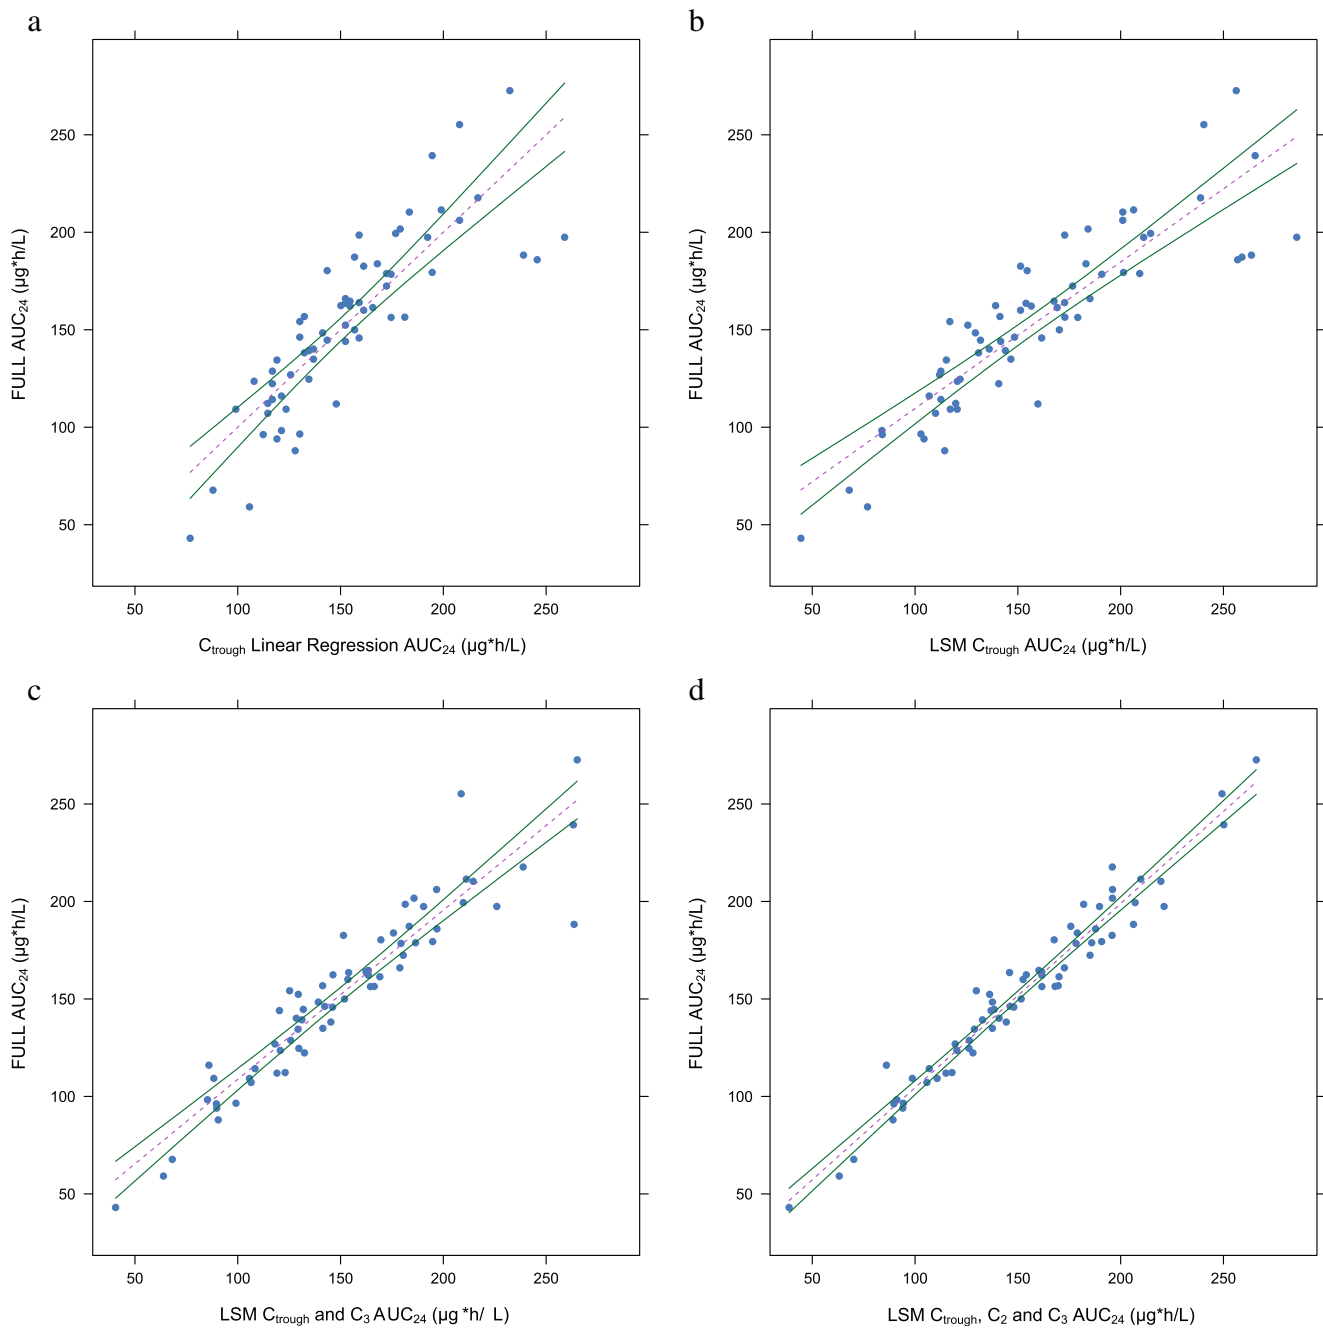 a
b
FULL AUC24 (µg*h/L)
250
200
150
100
50
50 100 150 200 250
Ctrough Linear Regression AUC24 (µg*h/L)
FULL AUC24 (µg*h/L)
250
200
150
100
50
50 100 150 200 250
LSM Ctrough AUC24 (µg*h/L)
c
d
FULL AUC24 (µg*h/L)
250
200
150
100
50
50 100 150 200 250
LSM Ctrough and C3 AUC24 (µg *h/ L)
FULL AUC24 (µg*h/L)
250
200
150
100
50
50 100 150 200 250
LSM Ctrough, C2 and C3 AUC24 (µg*h/L)